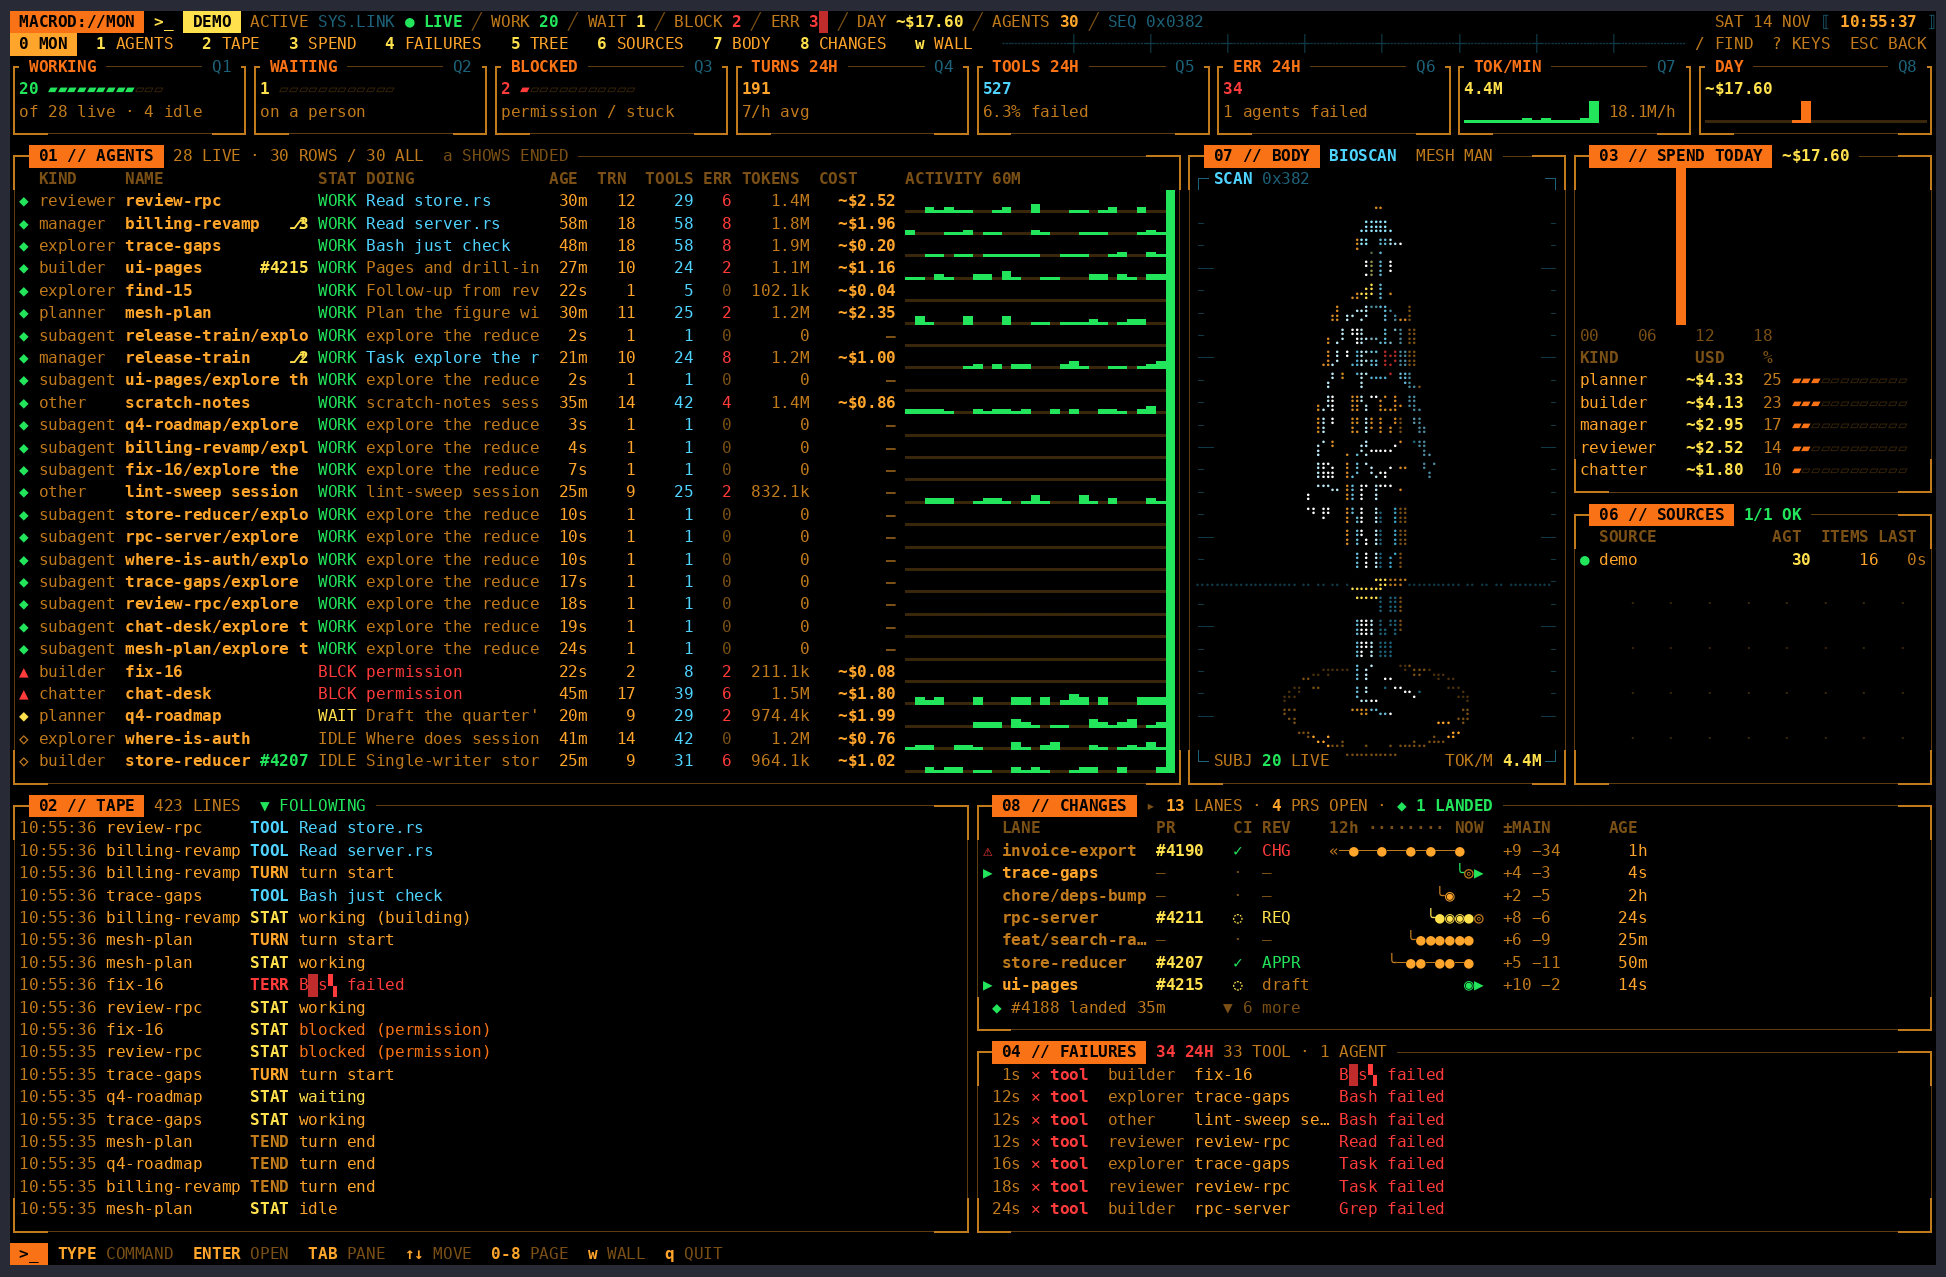 MACROD://MON >_ DEMO ACTIVE SYS.LINK ● LIVE / WORK 20 / WAIT 1 / BLOCK 2 / ERR 3 / DAY ~$17.60 / AGENTS 30 / SEQ 0x0382 SAT 14 NOV 10:55:37
0 MON 1 AGENTS 2 TAPE 3 SPEND 4 FAILURES 5 TREE 6 SOURCES 7 BODY 8 CHANGES w WALL / FIND ? KEYS ESC BACK
WORKING Q1 WAITING Q2 BLOCKED Q3 TURNS 24H Q4 TOOLS 24H Q5 ERR 24H Q6 TOK/MIN Q7 DAY Q8
20 1 2 191 527 34 4.4M ~$17.60
of 28 live · 4 idle on a person permission / stuck 7/h avg 6.3% failed 1 agents failed 18.1M/h
01 // AGENTS 28 LIVE · 30 ROWS / 30 ALL a SHOWS ENDED
KIND NAME STAT DOING AGE TRN TOOLS ERR TOKENS COST ACTIVITY 60M
◆ reviewer review-rpc WORK Read store.rs 30m 12 29 6 1.4M ~$2.52
◆ manager billing-revamp 3 WORK Read server.rs 58m 18 58 8 1.8M ~$1.96
◆ explorer trace-gaps WORK Bash just check 48m 18 58 8 1.9M ~$0.20
◆ builder ui-pages #4215 WORK Pages and drill-in 27m 10 24 2 1.1M ~$1.16
◆ explorer find-15 WORK Follow-up from rev 22s 1 5 0 102.1k ~$0.04
◆ planner mesh-plan WORK Plan the figure wi 30m 11 25 2 1.2M ~$2.35
◆ subagent release-train/explo WORK explore the reduce 2s 1 1 0 0 —
◆ manager release-train 2 WORK Task explore the r 21m 10 24 8 1.2M ~$1.00
◆ subagent ui-pages/explore th WORK explore the reduce 2s 1 1 0 0 —
◆ other scratch-notes WORK scratch-notes sess 35m 14 42 4 1.4M ~$0.86
◆ subagent q4-roadmap/explore WORK explore the reduce 3s 1 1 0 0 —
◆ subagent billing-revamp/expl WORK explore the reduce 4s 1 1 0 0 —
◆ subagent fix-16/explore the WORK explore the reduce 7s 1 1 0 0 —
◆ other lint-sweep session WORK lint-sweep session 25m 9 25 2 832.1k —
◆ subagent store-reducer/explo WORK explore the reduce 10s 1 1 0 0 —
◆ subagent rpc-server/explore WORK explore the reduce 10s 1 1 0 0 —
◆ subagent where-is-auth/explo WORK explore the reduce 10s 1 1 0 0 —
◆ subagent trace-gaps/explore WORK explore the reduce 17s 1 1 0 0 —
◆ subagent review-rpc/explore WORK explore the reduce 18s 1 1 0 0 —
◆ subagent chat-desk/explore t WORK explore the reduce 19s 1 1 0 0 —
◆ subagent mesh-plan/explore t WORK explore the reduce 24s 1 1 0 0 —
▲ builder fix-16 BLCK permission 22s 2 8 2 211.1k ~$0.08
▲ chatter chat-desk BLCK permission 45m 17 39 6 1.5M ~$1.80
◆ planner q4-roadmap WAIT Draft the quarter' 20m 9 29 2 974.4k ~$1.99
◇ explorer where-is-auth IDLE Where does session 41m 14 42 0 1.2M ~$0.76
◇ builder store-reducer #4207 IDLE Single-writer stor 25m 9 31 6 964.1k ~$1.02
07 // BODY BIOSCAN MESH MAN
SCAN 0x382
SUBJ 20 LIVE TOK/M 4.4M
03 // SPEND TODAY ~$17.60
00 06 12 18
KIND USD %
planner ~$4.33 25
builder ~$4.13 23
manager ~$2.95 17
reviewer ~$2.52 14
chatter ~$1.80 10
06 // SOURCES 1/1 OK
SOURCE AGT ITEMS LAST
● demo 30 16 0s
02 // TAPE 423 LINES ▼ FOLLOWING
10:55:36 review-rpc TOOL Read store.rs
10:55:36 billing-revamp TOOL Read server.rs
10:55:36 billing-revamp TURN turn start
10:55:36 trace-gaps TOOL Bash just check
10:55:36 billing-revamp STAT working (building)
10:55:36 mesh-plan TURN turn start
10:55:36 mesh-plan STAT working
10:55:36 fix-16 TERR failed
10:55:36 review-rpc STAT working
10:55:36 fix-16 STAT blocked (permission)
10:55:35 review-rpc STAT blocked (permission)
10:55:35 trace-gaps TURN turn start
10:55:35 q4-roadmap STAT waiting
10:55:35 trace-gaps STAT working
10:55:35 mesh-plan TEND turn end
10:55:35 q4-roadmap TEND turn end
10:55:35 billing-revamp TEND turn end
10:55:35 mesh-plan STAT idle
08 // CHANGES ▸ 13 LANES · 4 PRS OPEN · ◆ 1 LANDED
LANE PR CI REV 12h ········ NOW ±MAIN AGE
⚠ invoice-export #4190 ✓ CHG +9 −34 1h
▶ trace-gaps — · — +4 −3 4s
chore/deps-bump — · — +2 −5 2h
rpc-server #4211 REQ +8 −6 24s
feat/search-ra… — · — +6 −9 25m
store-reducer #4207 ✓ APPR +5 −11 50m
▶ ui-pages #4215 draft +10 −2 14s
◆ #4188 landed 35m ▼ 6 more
04 // FAILURES 34 24H 33 TOOL · 1 AGENT
1s × tool builder fix-16 failed
12s × tool explorer trace-gaps Bash failed
12s × tool other lint-sweep se… Bash failed
12s × tool reviewer review-rpc Read failed
16s × tool explorer trace-gaps Task failed
18s × tool reviewer review-rpc Task failed
24s × tool builder rpc-server Grep failed
>_ TYPE COMMAND ENTER OPEN TAB PANE ↑↓ MOVE 0-8 PAGE w WALL q QUIT